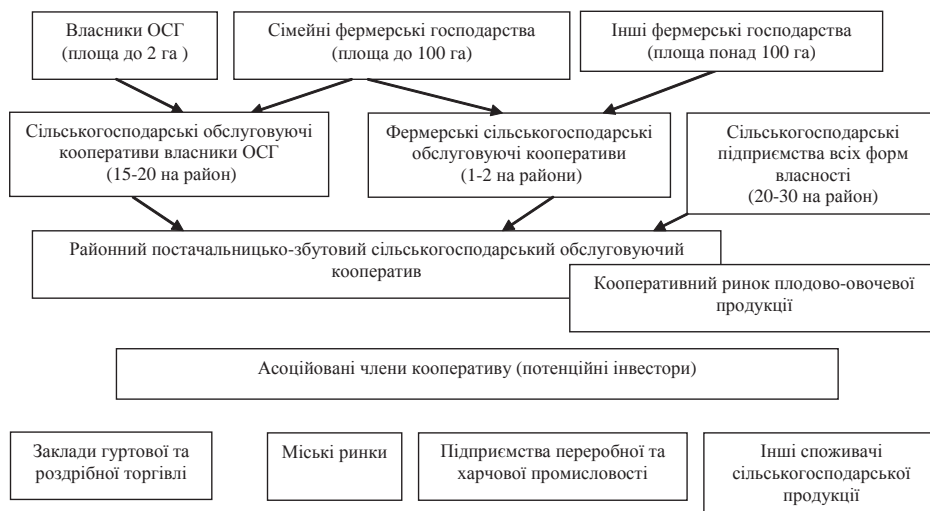 Власники ОСГ
(площа до 2 га )
Сімейні фермерські господарства
(площа до 100 га)
Інші фермерські господарства
(площа понад 100 га)
Сільськогосподарські обслуговуючі
кооперативи власники ОСГ
(15-20 на район)
Фермерські сільськогосподарські
обслуговуючі кооперативи
(1-2 на райони)
Сільськогосподарські
підприємства всіх форм
власності
(20-30 на район)
Районний постачальницько-збутовий сільськогосподарський обслуговуючий
кооператив
Кооперативний ринок плодово-овочевої
продукції
Асоційовані члени кооперативу (потенційні інвестори)
Заклади гуртової та
роздрібної торгівлі
Міські ринки
Підприємства переробної та
харчової промисловості
Інші споживачі
сільськогосподарської
продукції